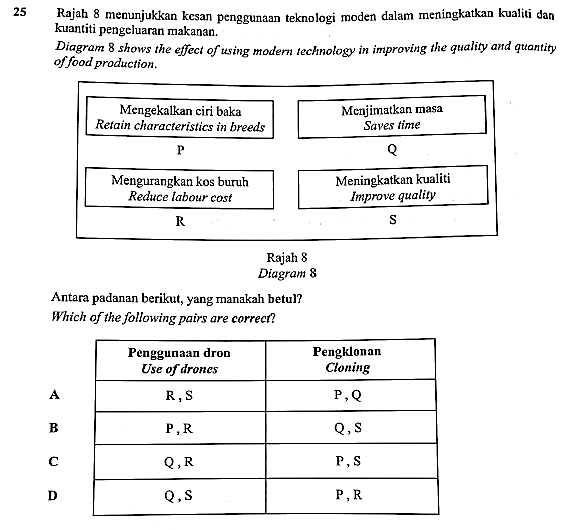 25 Rajah 8 menunjukkan kesan penggunaan teknologi moden dalam meningkatkan kualiti dan
kuantiti pengeluaran makanan.
Diagram 8 shows the effect of using modern technology in improving the quality and quantity
of food production.
Mengekalkan ciri baka
Retain characteristics in breeds
P
Menjimatkan masa
Saves time
Q
Mengurangkan kos buruh
Reduce labour cost
R
Meningkatkan kualiti
Improve quality
S
Rajah 8
Diagram 8
Antara padanan berikut, yang manakah betul?
Which of the following pairs are correct?
Penggunaan dron Pengklonan
Use of drones Cloning
A R , S P , Q
B P , R Q , S
C Q , R P , S
D Q , S P , R